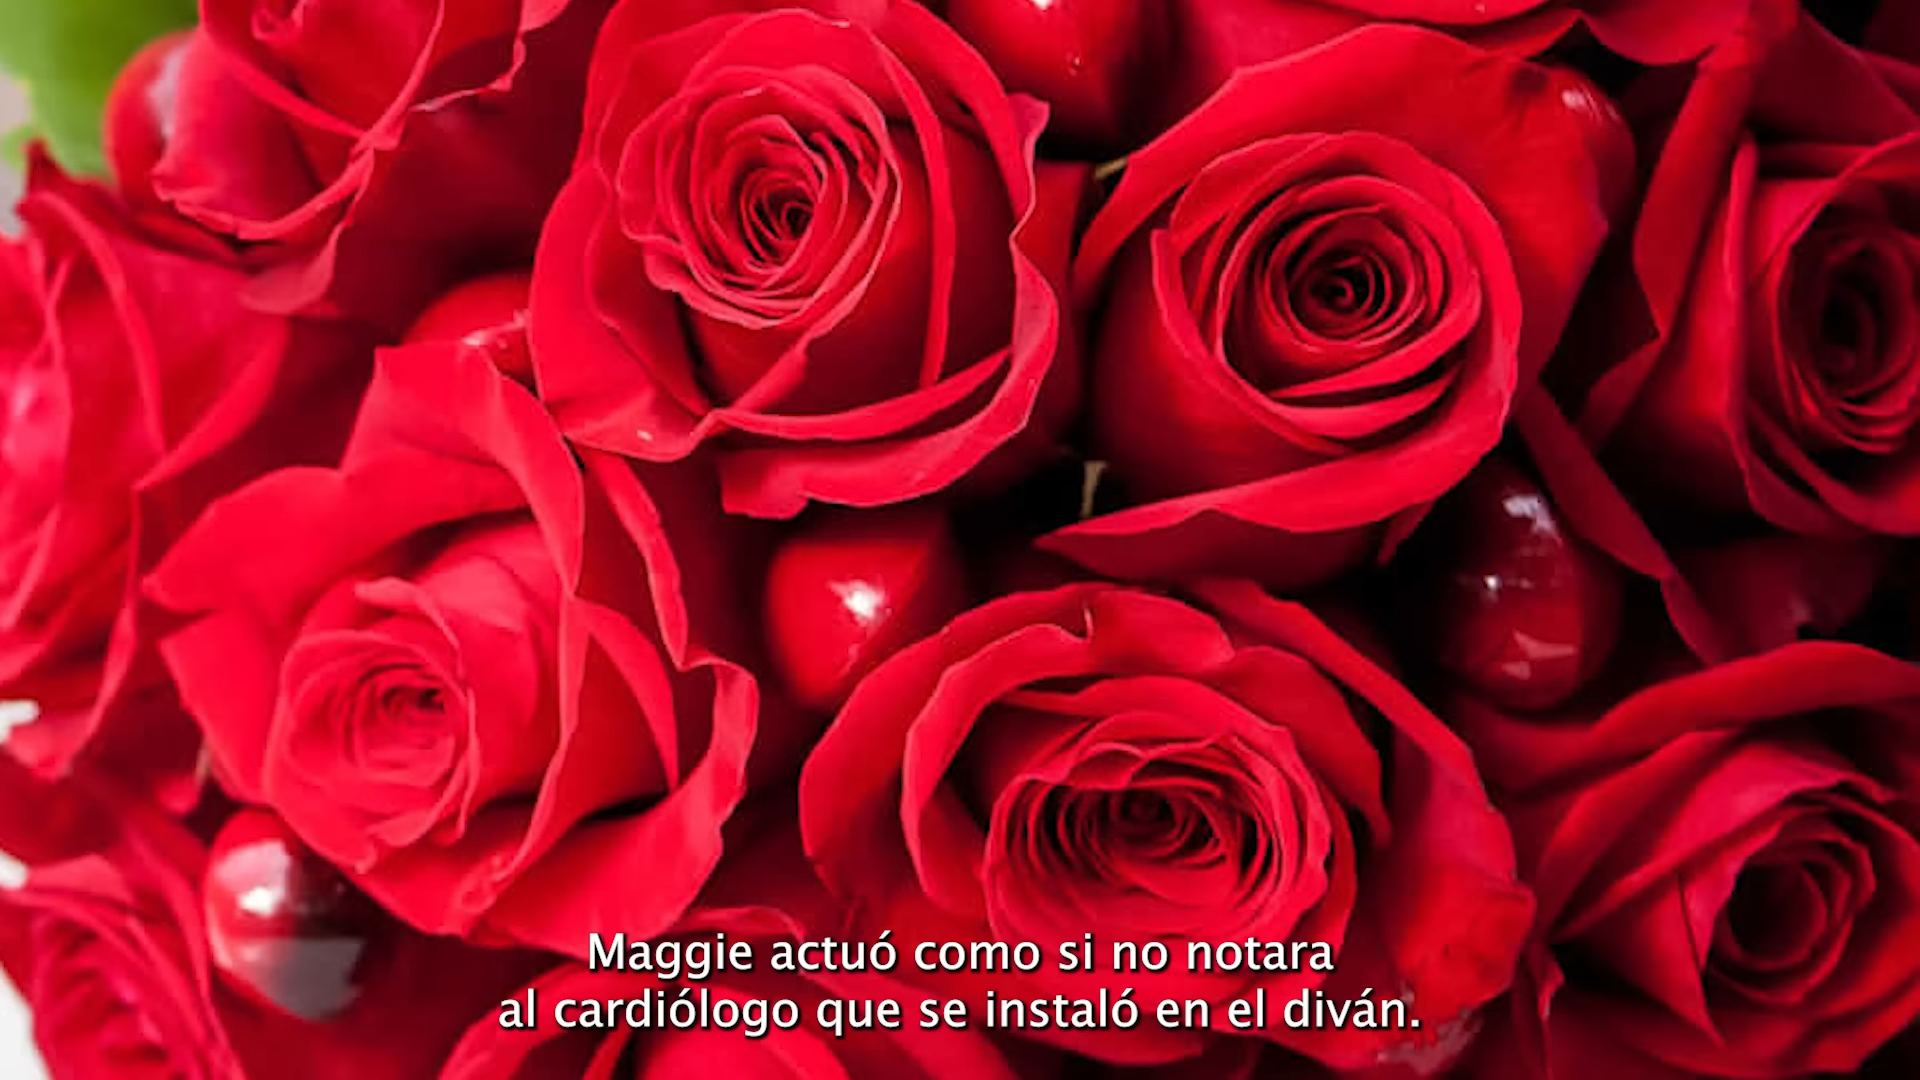 Maggie actuó como si no notara
al cardiólogo que se instaló en el diván.